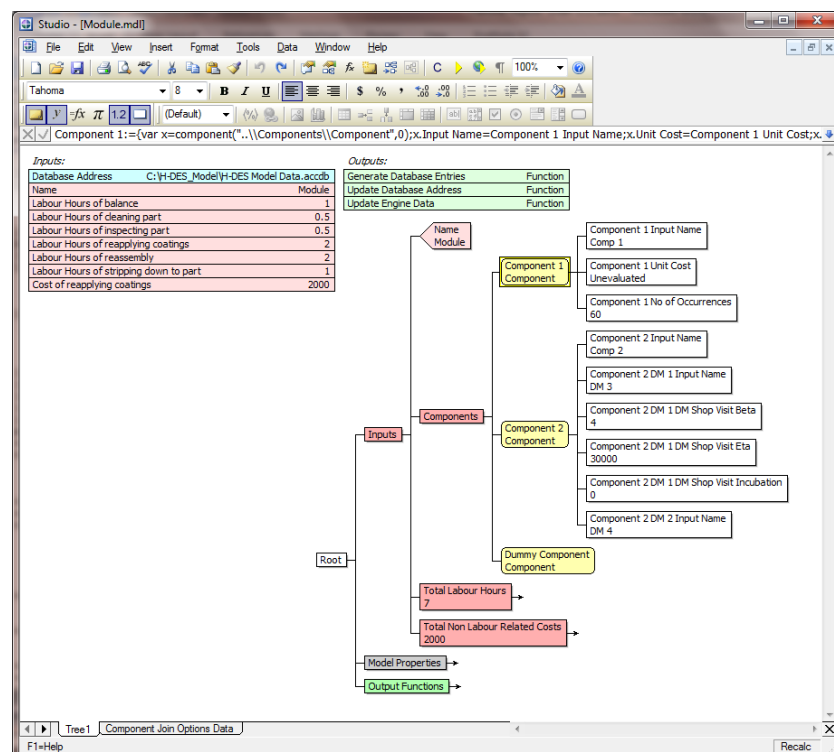 Studio - [Module.mdl]
File Edit View Insert Format Tools Data Window Help
100%
Tahoma 8 B I U $ %
y =fx π 1.2 (Default)
Component 1:={var x=component("..\\Components\\Component",0);x.Input Name=Component 1 Input Name;x.Unit Cost=Component 1 Unit Cost;x.
Inputs:
Database Address C:\H-DES_Model\H-DES Model Data.accdb
Name Module
Labour Hours of balance 1
Labour Hours of cleaning part 0.5
Labour Hours of inspecting part 0.5
Labour Hours of reapplying coatings 2
Labour Hours of reassembly 2
Labour Hours of stripping down to part 1
Cost of reapplying coatings 2000
Outputs:
Generate Database Entries Function
Update Database Address Function
Update Engine Data Function
Root
Inputs
Name
Module
Components
Component 1
Component
Component 1 Input Name
Comp 1
Component 1 Unit Cost
Unevaluated
Component 1 No of Occurrences
60
Component 2
Component
Component 2 Input Name
Comp 2
Component 2 DM 1 Input Name
DM 3
Component 2 DM 1 DM Shop Visit Beta
4
Component 2 DM 1 DM Shop Visit Eta
30000
Component 2 DM 1 DM Shop Visit Incubation
0
Component 2 DM 2 Input Name
DM 4
Dummy Component
Component
Total Labour Hours
7
Total Non Labour Related Costs
2000
Model Properties
Output Functions
Tree1 Component Join Options Data
F1=Help Recalc